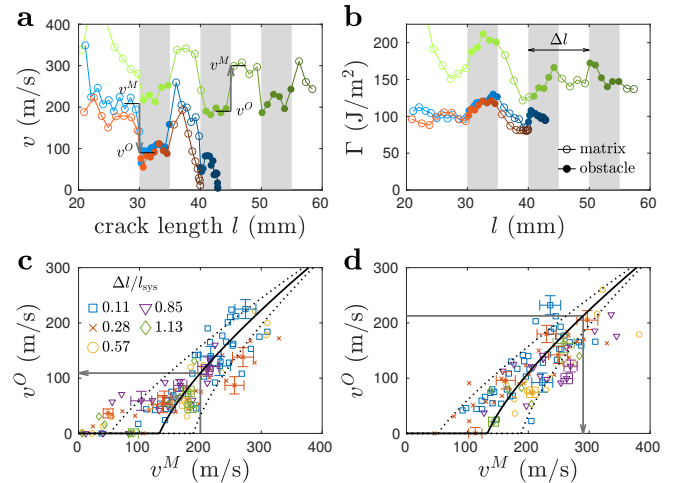 a
b
400
300
200
100
0
v (m/s)
v^M
v^O
v^M
v^O
20 30 40 50 60
crack length l (mm)
250
200
150
100
50
0
Γ (J/m²)
Δl
matrix
obstacle
20 30 40 50 60
l (mm)
c
d
300
200
100
0
v^O (m/s)
Δl/l_sys
0.11
0.85
0.28
1.13
0.57
0 100 200 300 400
v^M (m/s)
300
200
100
0
v^O (m/s)
0 100 200 300 400
v^M (m/s)